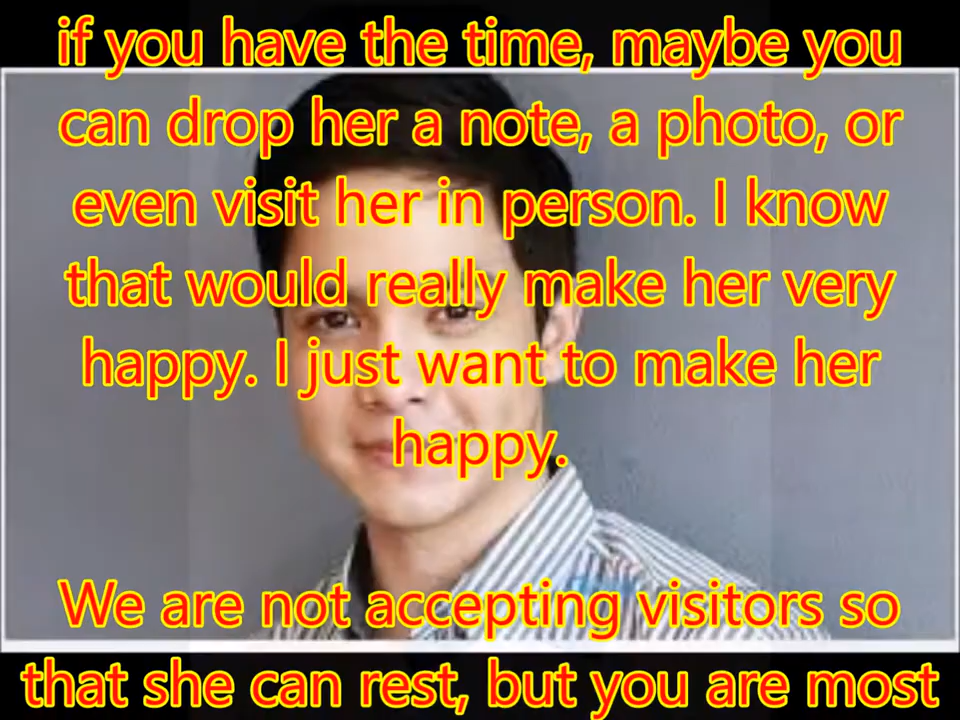 if you have the time, maybe you
can drop her a note, a photo, or
even visit her in person. I know
that would really make her very
happy. I just want to make her
happy.
We are not accepting visitors so
that she can rest, but you are most